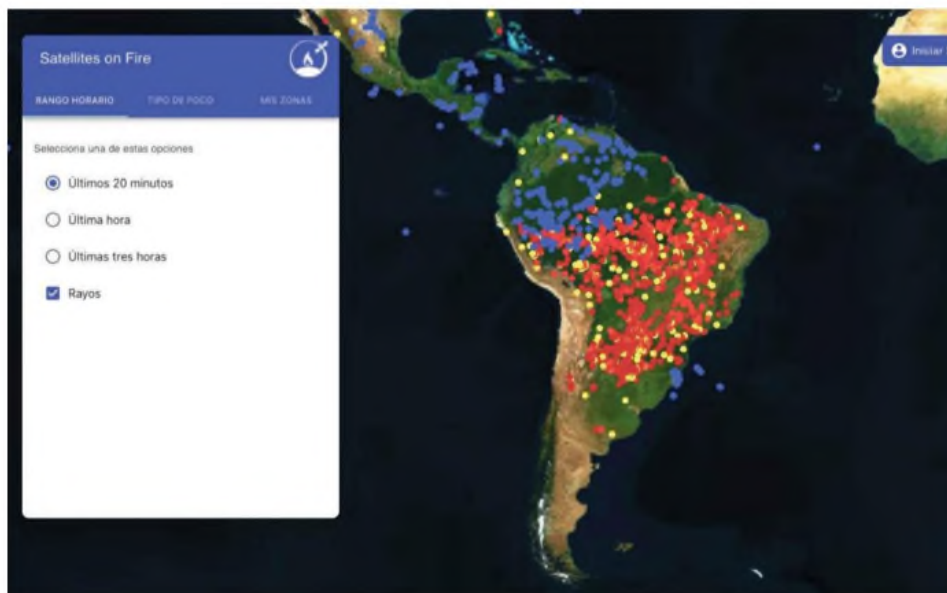 Satellites on Fire
RANGO HORARIO
TIPO DE FOCO
MIS ZONAS
Selecciona una de estas opciones
Últimos 20 minutos
Última hora
Últimas tres horas
Rayos
Iniciar